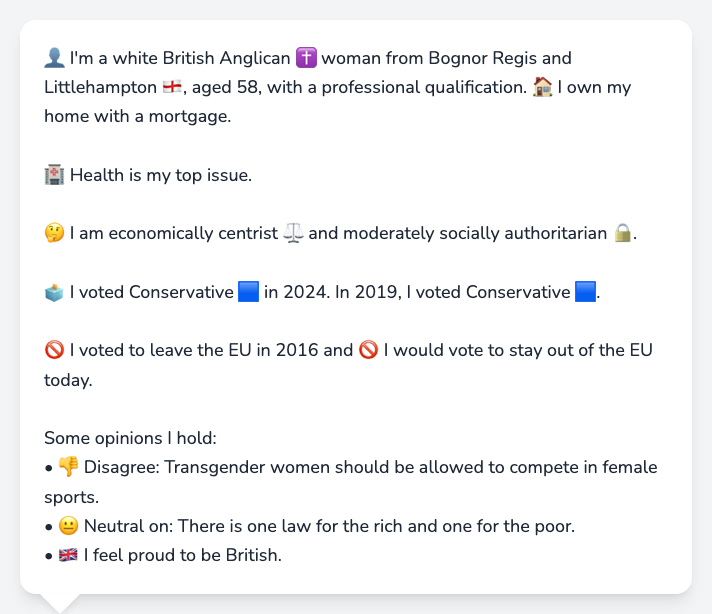 👤 I'm a white British Anglican ✝️ woman from Bognor Regis and
Littlehampton 🏴󠁧󠁢󠁥󠁮󠁧󠁿, aged 58, with a professional qualification. 🏠 I own my
home with a mortgage.
🏥 Health is my top issue.
🤔 I am economically centrist ⚖️ and moderately socially authoritarian 🔒.
🗳️ I voted Conservative 🟦 in 2024. In 2019, I voted Conservative 🟦.
🚫 I voted to leave the EU in 2016 and 🚫 I would vote to stay out of the EU
today.
Some opinions I hold:
• 👎 Disagree: Transgender women should be allowed to compete in female
sports.
• 😐 Neutral on: There is one law for the rich and one for the poor.
• 🇬🇧 I feel proud to be British.